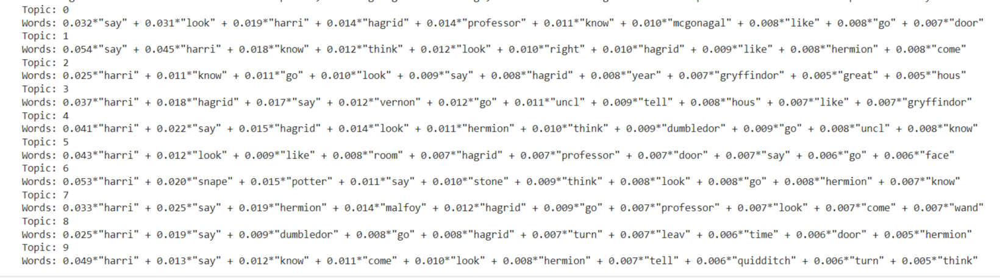 Topic: 0
Words: 0.032*"say" + 0.031*"look" + 0.019*"harri" + 0.014*"hagrid" + 0.014*"professor" + 0.011*"know" + 0.010*"mcgonagal" + 0.008*"like" + 0.008*"go" + 0.007*"door"
Topic: 1
Words: 0.054*"say" + 0.045*"harri" + 0.018*"know" + 0.012*"think" + 0.012*"look" + 0.010*"right" + 0.010*"hagrid" + 0.009*"like" + 0.008*"hermion" + 0.008*"come"
Topic: 2
Words: 0.025*"harri" + 0.011*"know" + 0.011*"go" + 0.010*"look" + 0.009*"say" + 0.008*"hagrid" + 0.008*"year" + 0.007*"gryffindor" + 0.005*"great" + 0.005*"hous"
Topic: 3
Words: 0.037*"harri" + 0.018*"hagrid" + 0.017*"say" + 0.012*"vernon" + 0.012*"go" + 0.011*"uncl" + 0.009*"tell" + 0.008*"hous" + 0.007*"like" + 0.007*"gryffindor"
Topic: 4
Words: 0.041*"harri" + 0.022*"say" + 0.015*"hagrid" + 0.014*"look" + 0.011*"hermion" + 0.010*"think" + 0.009*"dumbledor" + 0.009*"go" + 0.008*"uncl" + 0.008*"know"
Topic: 5
Words: 0.043*"harri" + 0.012*"look" + 0.009*"like" + 0.008*"room" + 0.007*"hagrid" + 0.007*"professor" + 0.007*"door" + 0.007*"say" + 0.006*"go" + 0.006*"face"
Topic: 6
Words: 0.053*"harri" + 0.020*"snape" + 0.015*"potter" + 0.011*"say" + 0.010*"stone" + 0.009*"think" + 0.008*"look" + 0.008*"go" + 0.008*"hermion" + 0.007*"know"
Topic: 7
Words: 0.033*"harri" + 0.025*"say" + 0.019*"hermion" + 0.014*"malfoy" + 0.012*"hagrid" + 0.009*"go" + 0.007*"professor" + 0.007*"look" + 0.007*"come" + 0.007*"wand"
Topic: 8
Words: 0.025*"harri" + 0.019*"say" + 0.009*"dumbledor" + 0.008*"go" + 0.008*"hagrid" + 0.007*"turn" + 0.007*"leav" + 0.006*"time" + 0.006*"door" + 0.005*"hermion"
Topic: 9
Words: 0.049*"harri" + 0.013*"say" + 0.012*"know" + 0.011*"come" + 0.010*"look" + 0.008*"hermion" + 0.007*"tell" + 0.006*"quidditch" + 0.006*"turn" + 0.005*"think"